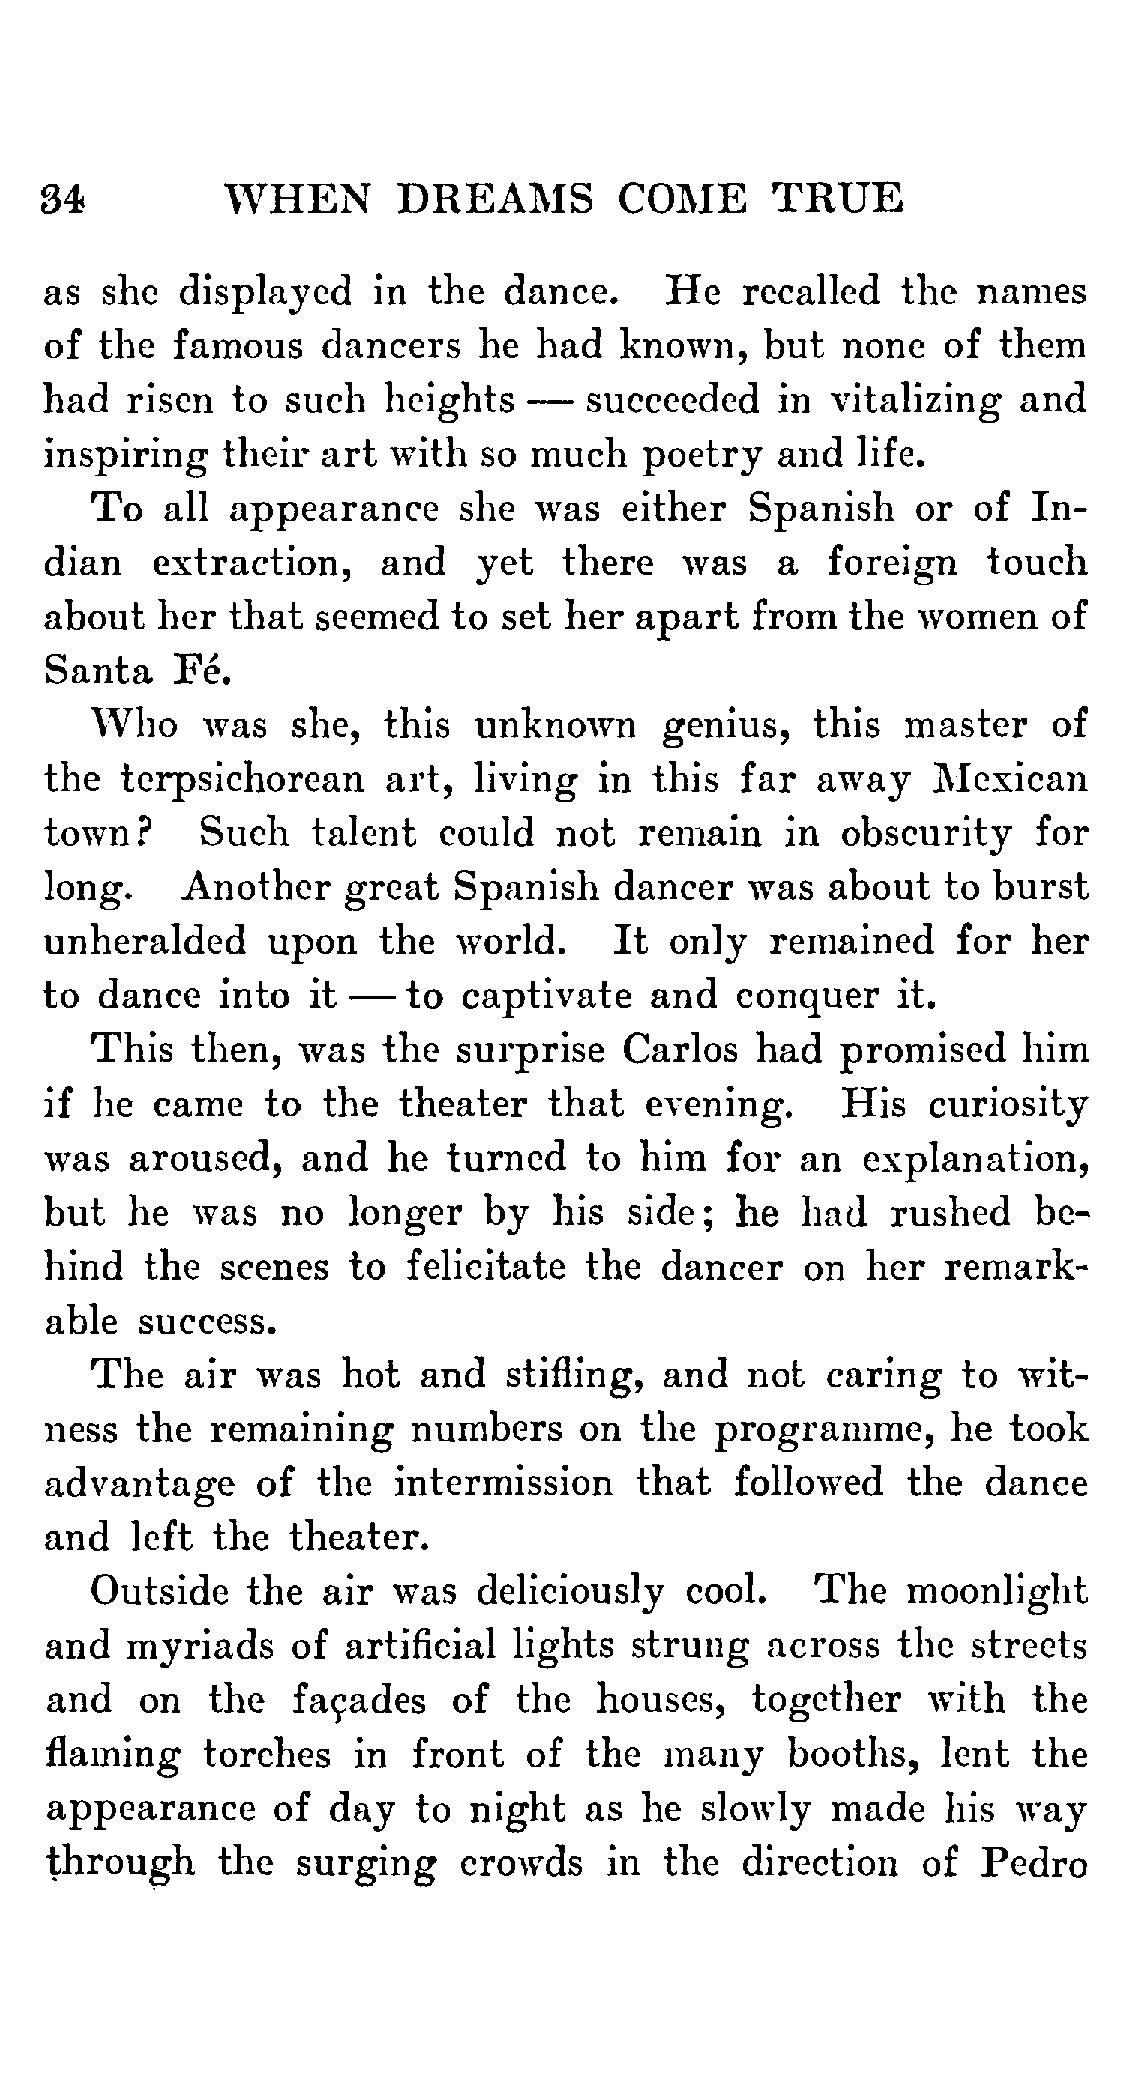 34 WHEN DREAMS COME TRUE
as she displayed in the dance. He recalled the names
of the famous dancers he had known, but none of them
had risen to such heights — succeeded in vitalizing and
inspiring their art with so much poetry and life.
To all appearance she was either Spanish or of In-
dian extraction, and yet there was a foreign touch
about her that seemed to set her apart from the women of
Santa Fé.
Who was she, this unknown genius, this master of
the terpsichorean art, living in this far away Mexican
town? Such talent could not remain in obscurity for
long. Another great Spanish dancer was about to burst
unheralded upon the world. It only remained for her
to dance into it — to captivate and conquer it.
This then, was the surprise Carlos had promised him
if he came to the theater that evening. His curiosity
was aroused, and he turned to him for an explanation,
but he was no longer by his side; he had rushed be-
hind the scenes to felicitate the dancer on her remark-
able success.
The air was hot and stifling, and not caring to wit-
ness the remaining numbers on the programme, he took
advantage of the intermission that followed the dance
and left the theater.
Outside the air was deliciously cool. The moonlight
and myriads of artificial lights strung across the streets
and on the façades of the houses, together with the
flaming torches in front of the many booths, lent the
appearance of day to night as he slowly made his way
through the surging crowds in the direction of Pedro